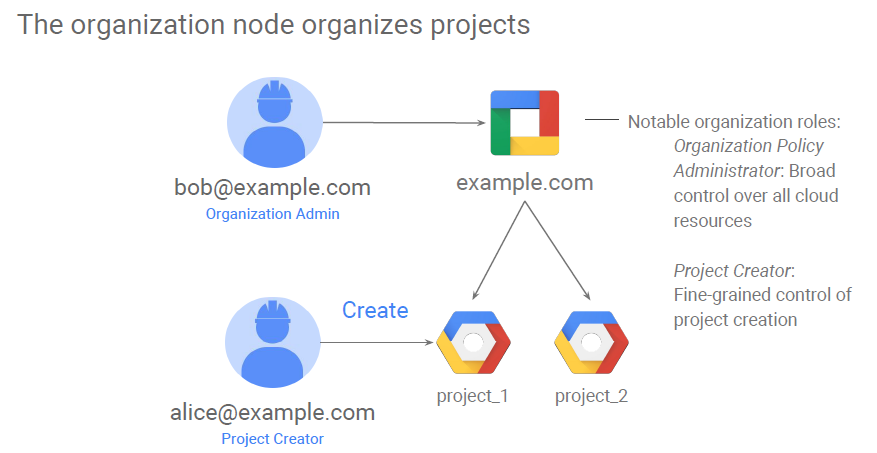 The organization node organizes projects
bob@example.com
Organization Admin
example.com
Notable organization roles:
Organization Policy
Administrator: Broad
control over all cloud
resources
Project Creator:
Fine-grained control of
project creation
Create
alice@example.com
Project Creator
project_1
project_2